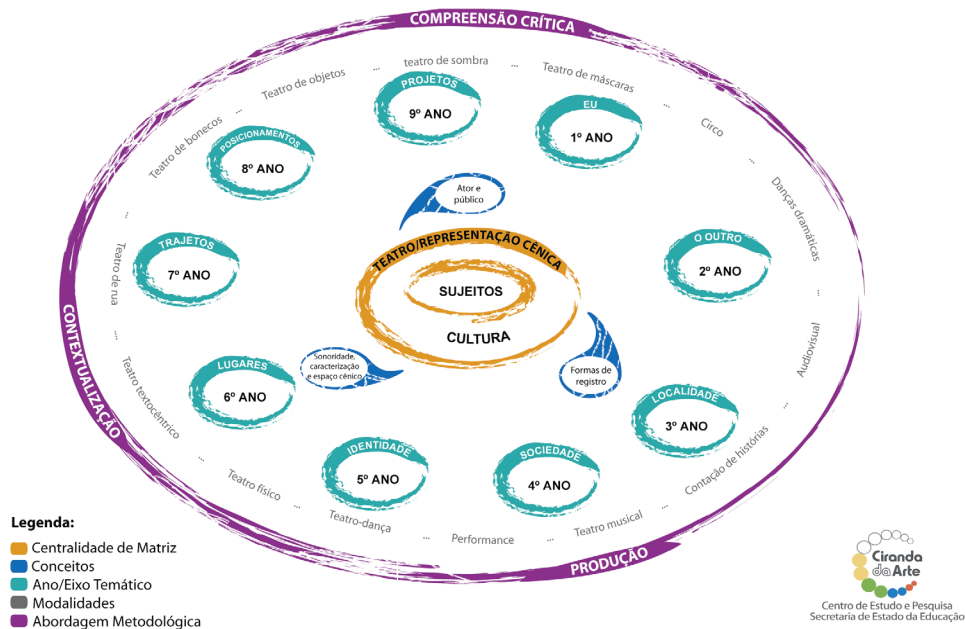 COMPREENSÃO CRÍTICA
teatro de sombra
...
...
Teatro de objetos
Teatro de máscaras
...
...
Teatro de bonecos
Circo
...
...
Danças dramáticas
PROJETOS
9º ANO
EU
1º ANO
POSICIONAMENTOS
8º ANO
Ator e
público
TRAJETOS
7º ANO
O OUTRO
2º ANO
TEATRO/REPRESENTAÇÃO CÊNICA
SUJEITOS
CULTURA
Teatro de rua
...
...
Audiovisual
CONTEXTUALIZAÇÃO
Sonoridade,
caracterização
e espaço cênico
Formas de
registro
LUGARES
6º ANO
LOCALIDADE
3º ANO
Teatro textocêntrico
...
...
Contação de histórias
IDENTIDADE
5º ANO
SOCIEDADE
4º ANO
Teatro físico
...
...
Teatro-dança
...
Performance
...
Teatro musical
PRODUÇÃO
Legenda:
Centralidade de Matriz
Conceitos
Ano/Eixo Temático
Modalidades
Abordagem Metodológica
Ciranda
da Arte
Centro de Estudo e Pesquisa
Secretaria de Estado da Educação